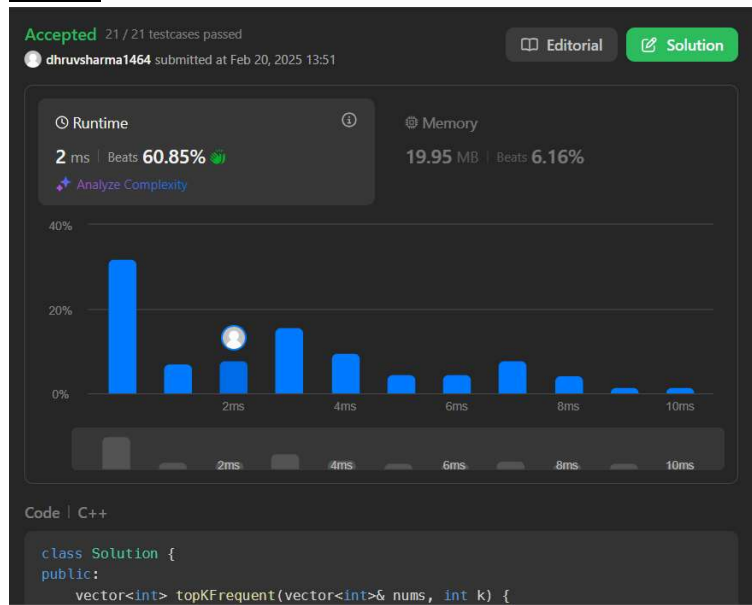 Accepted 21 / 21 testcases passed
dhruvsharma1464 submitted at Feb 20, 2025 13:51
Editorial
Solution
Runtime
2 ms | Beats 60.85%
Analyze Complexity
Memory
19.95 MB | Beats 6.16%
40%
20%
0%
2ms 4ms 6ms 8ms 10ms
2ms 4ms 6ms 8ms 10ms
Code | C++
class Solution {
public:
    vector<int> topKFrequent(vector<int>& nums, int k) {